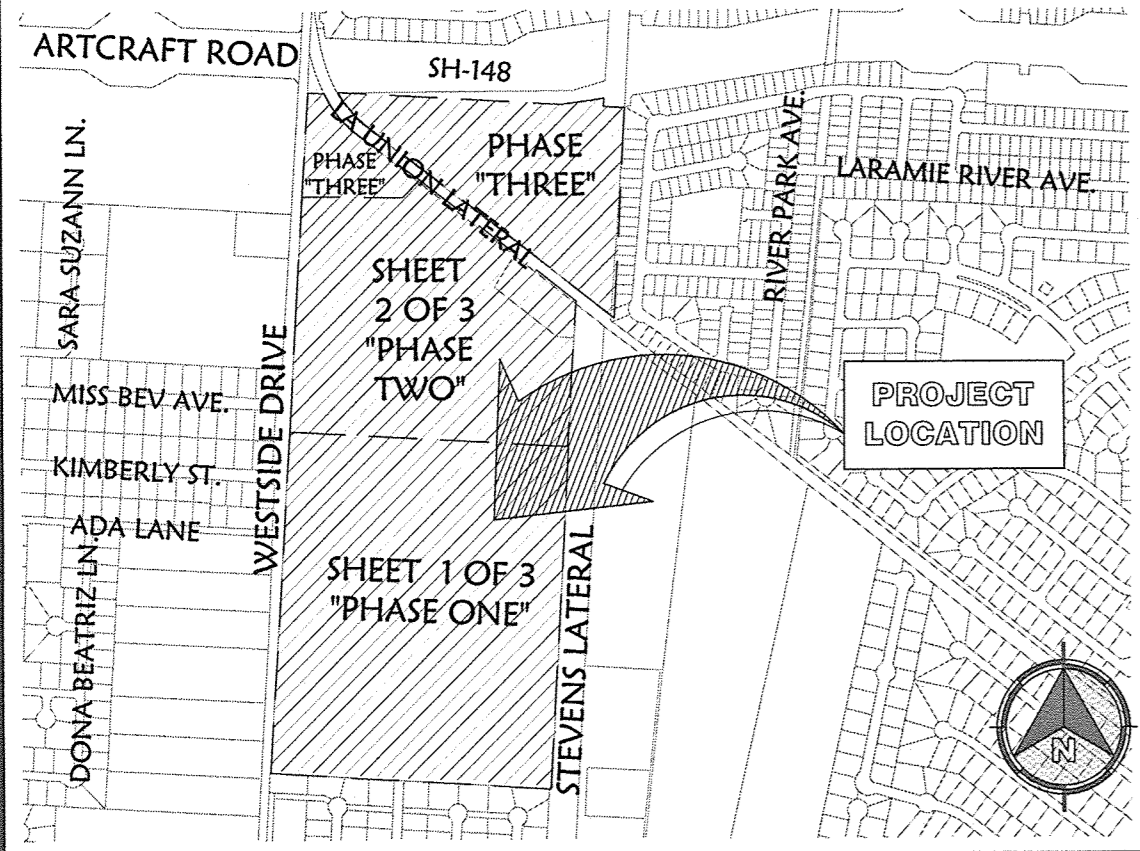 ARTCRAFT ROAD
SH-148
LA UNION LATERAL
PHASE
"THREE"
PHASE
"THREE"
SARA SUZANN LN.
RIVER PARK AVE.
LARAMIE RIVER AVE.
SHEET
2 OF 3
"PHASE
TWO"
WESTSIDE DRIVE
MISS BEV AVE.
KIMBERLY ST.
ADA LANE
DONA BEATRIZ LN.
PROJECT
LOCATION
SHEET 1 OF 3
"PHASE ONE"
STEVENS LATERAL
N